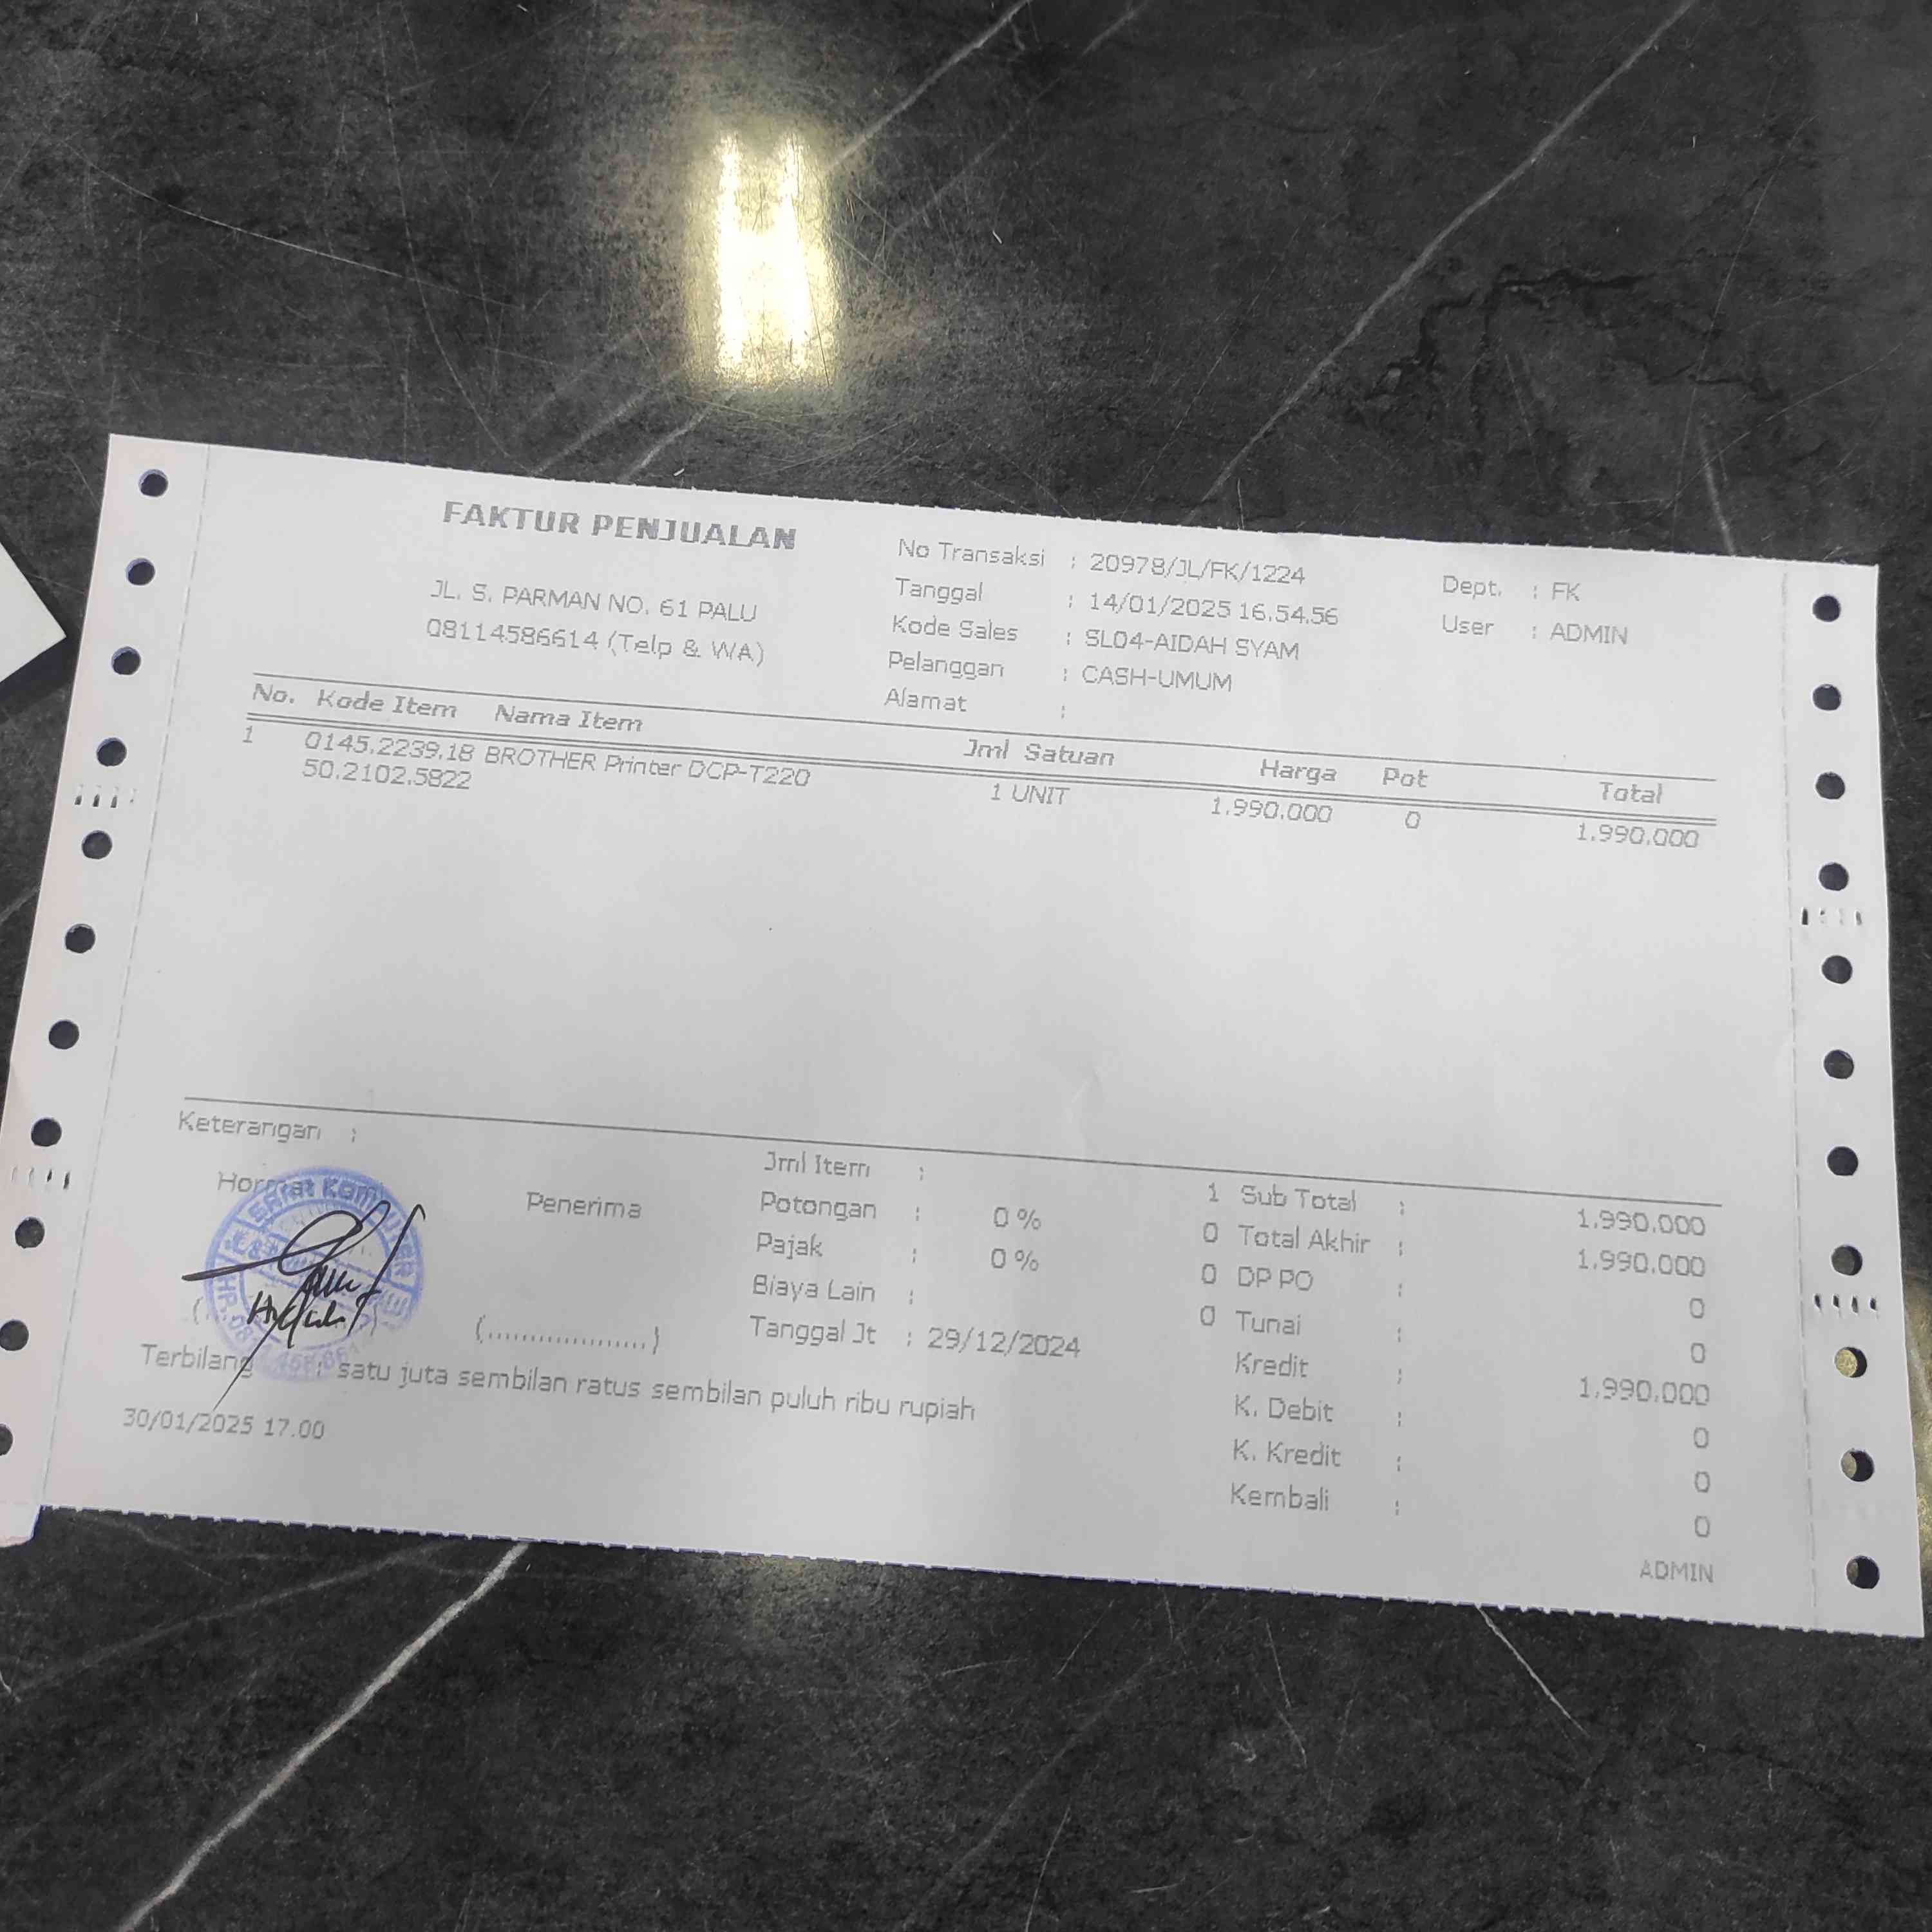 FAKTUR PENJUALAN
JL. S. PARMAN NO. 61 PALU
08114586614 (Telp & WA)
No Transaksi : 20978/JL/FK/1224
Tanggal : 14/01/2025 16.54.56
Kode Sales : SL04-AIDAH SYAM
Pelanggan : CASH-UMUM
Alamat :
Dept. : FK
User : ADMIN
No. Kode Item Nama Item Jml Satuan Harga Pot Total
1 0145.2239.18 BROTHER Printer DCP-T220 1 UNIT 1.990.000 0 1.990.000
50.2102.5822
Keterangan :
Hormat Kami
Penerima
(...................)
Jml Item : 1
Potongan : 0 % 0
Pajak : 0 % 0
Biaya Lain : 0
Tanggal Jt : 29/12/2024
Sub Total : 1.990.000
Total Akhir : 1.990.000
DP PO : 0
Tunai : 0
Kredit : 1.990.000
K. Debit : 0
K. Kredit : 0
Kembali : 0
Terbilang : satu juta sembilan ratus sembilan puluh ribu rupiah
30/01/2025 17.00
ADMIN